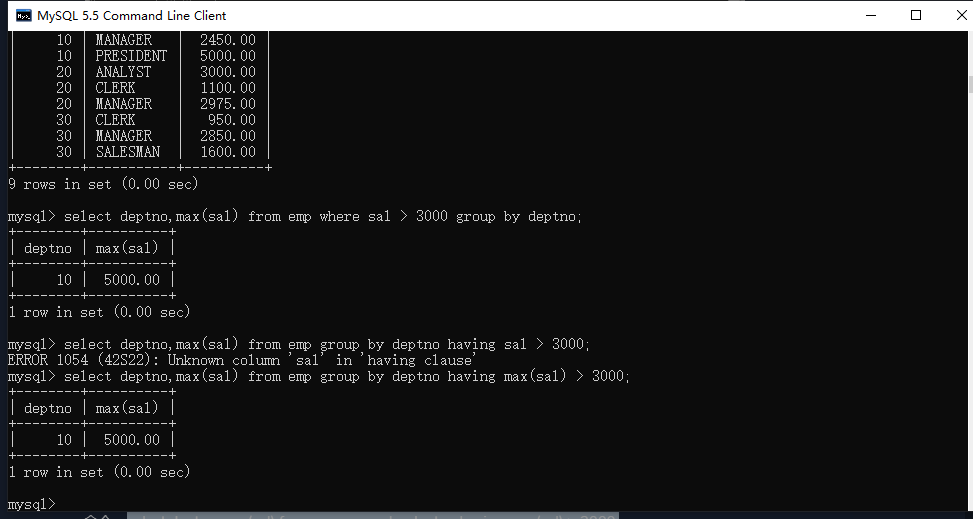 MySQL 5.5 Command Line Client
| 10 | MANAGER | 2450.00 |
| 10 | PRESIDENT | 5000.00 |
| 20 | ANALYST | 3000.00 |
| 20 | CLERK | 1100.00 |
| 20 | MANAGER | 2975.00 |
| 30 | CLERK | 950.00 |
| 30 | MANAGER | 2850.00 |
| 30 | SALESMAN | 1600.00 |
+--------+-----------+----------+
9 rows in set (0.00 sec)
mysql> select deptno,max(sal) from emp where sal > 3000 group by deptno;
+--------+----------+
| deptno | max(sal) |
+--------+----------+
| 10 | 5000.00 |
+--------+----------+
1 row in set (0.00 sec)
mysql> select deptno,max(sal) from emp group by deptno having sal > 3000;
ERROR 1054 (42S22): Unknown column 'sal' in 'having clause'
mysql> select deptno,max(sal) from emp group by deptno having max(sal) > 3000;
+--------+----------+
| deptno | max(sal) |
+--------+----------+
| 10 | 5000.00 |
+--------+----------+
1 row in set (0.00 sec)
mysql>